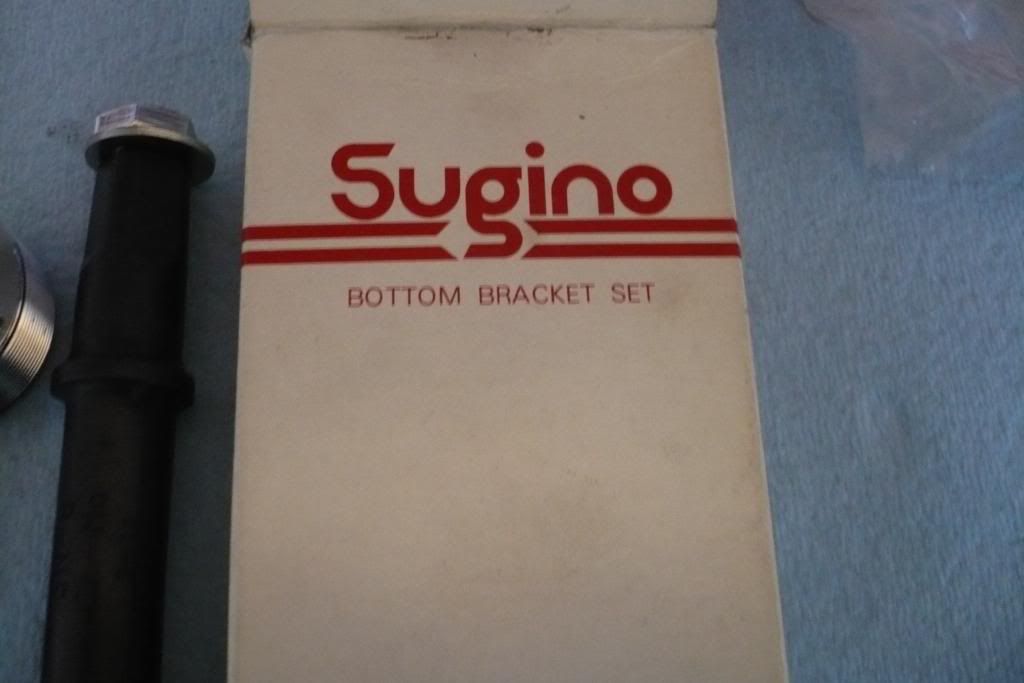 Sugino
BOTTOM BRACKET SET